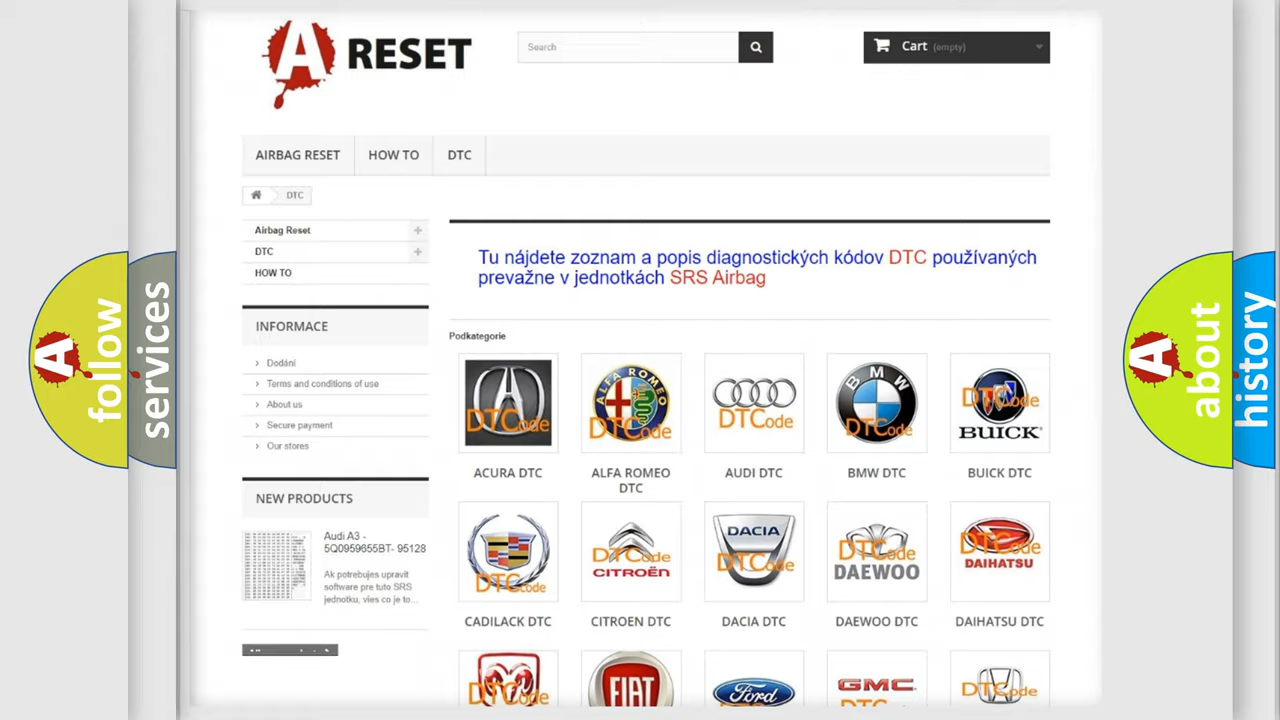 A RESET
Search
Cart (empty)
AIRBAG RESET
HOW TO
DTC
DTC
Airbag Reset
DTC
HOW TO
INFORMACE
Dodání
Terms and conditions of use
About us
Secure payment
Our stores
NEW PRODUCTS
Audi A3 -
5Q0959655BT- 95128
Ak potrebujes upravit
software pre tuto SRS
jednotku, vies co je to...
Tu nájdete zoznam a popis diagnostických kódov DTC používaných
prevažne v jednotkách SRS Airbag
Podkategorie
DTCode
ALFA ROMEO
DTCode
DTCode
BMW
DTCode
DTCode
BUICK
ACURA DTC
ALFA ROMEO
DTC
AUDI DTC
BMW DTC
BUICK DTC
DTCode
DTCode
CITROËN
DACIA
DTCode
DTCode
DAEWOO
DTCode
DAIHATSU
CADILACK DTC
CITROEN DTC
DACIA DTC
DAEWOO DTC
DAIHATSU DTC
DTCode
FIAT
Ford
GMC
DTCode
A follow
services
A about
history